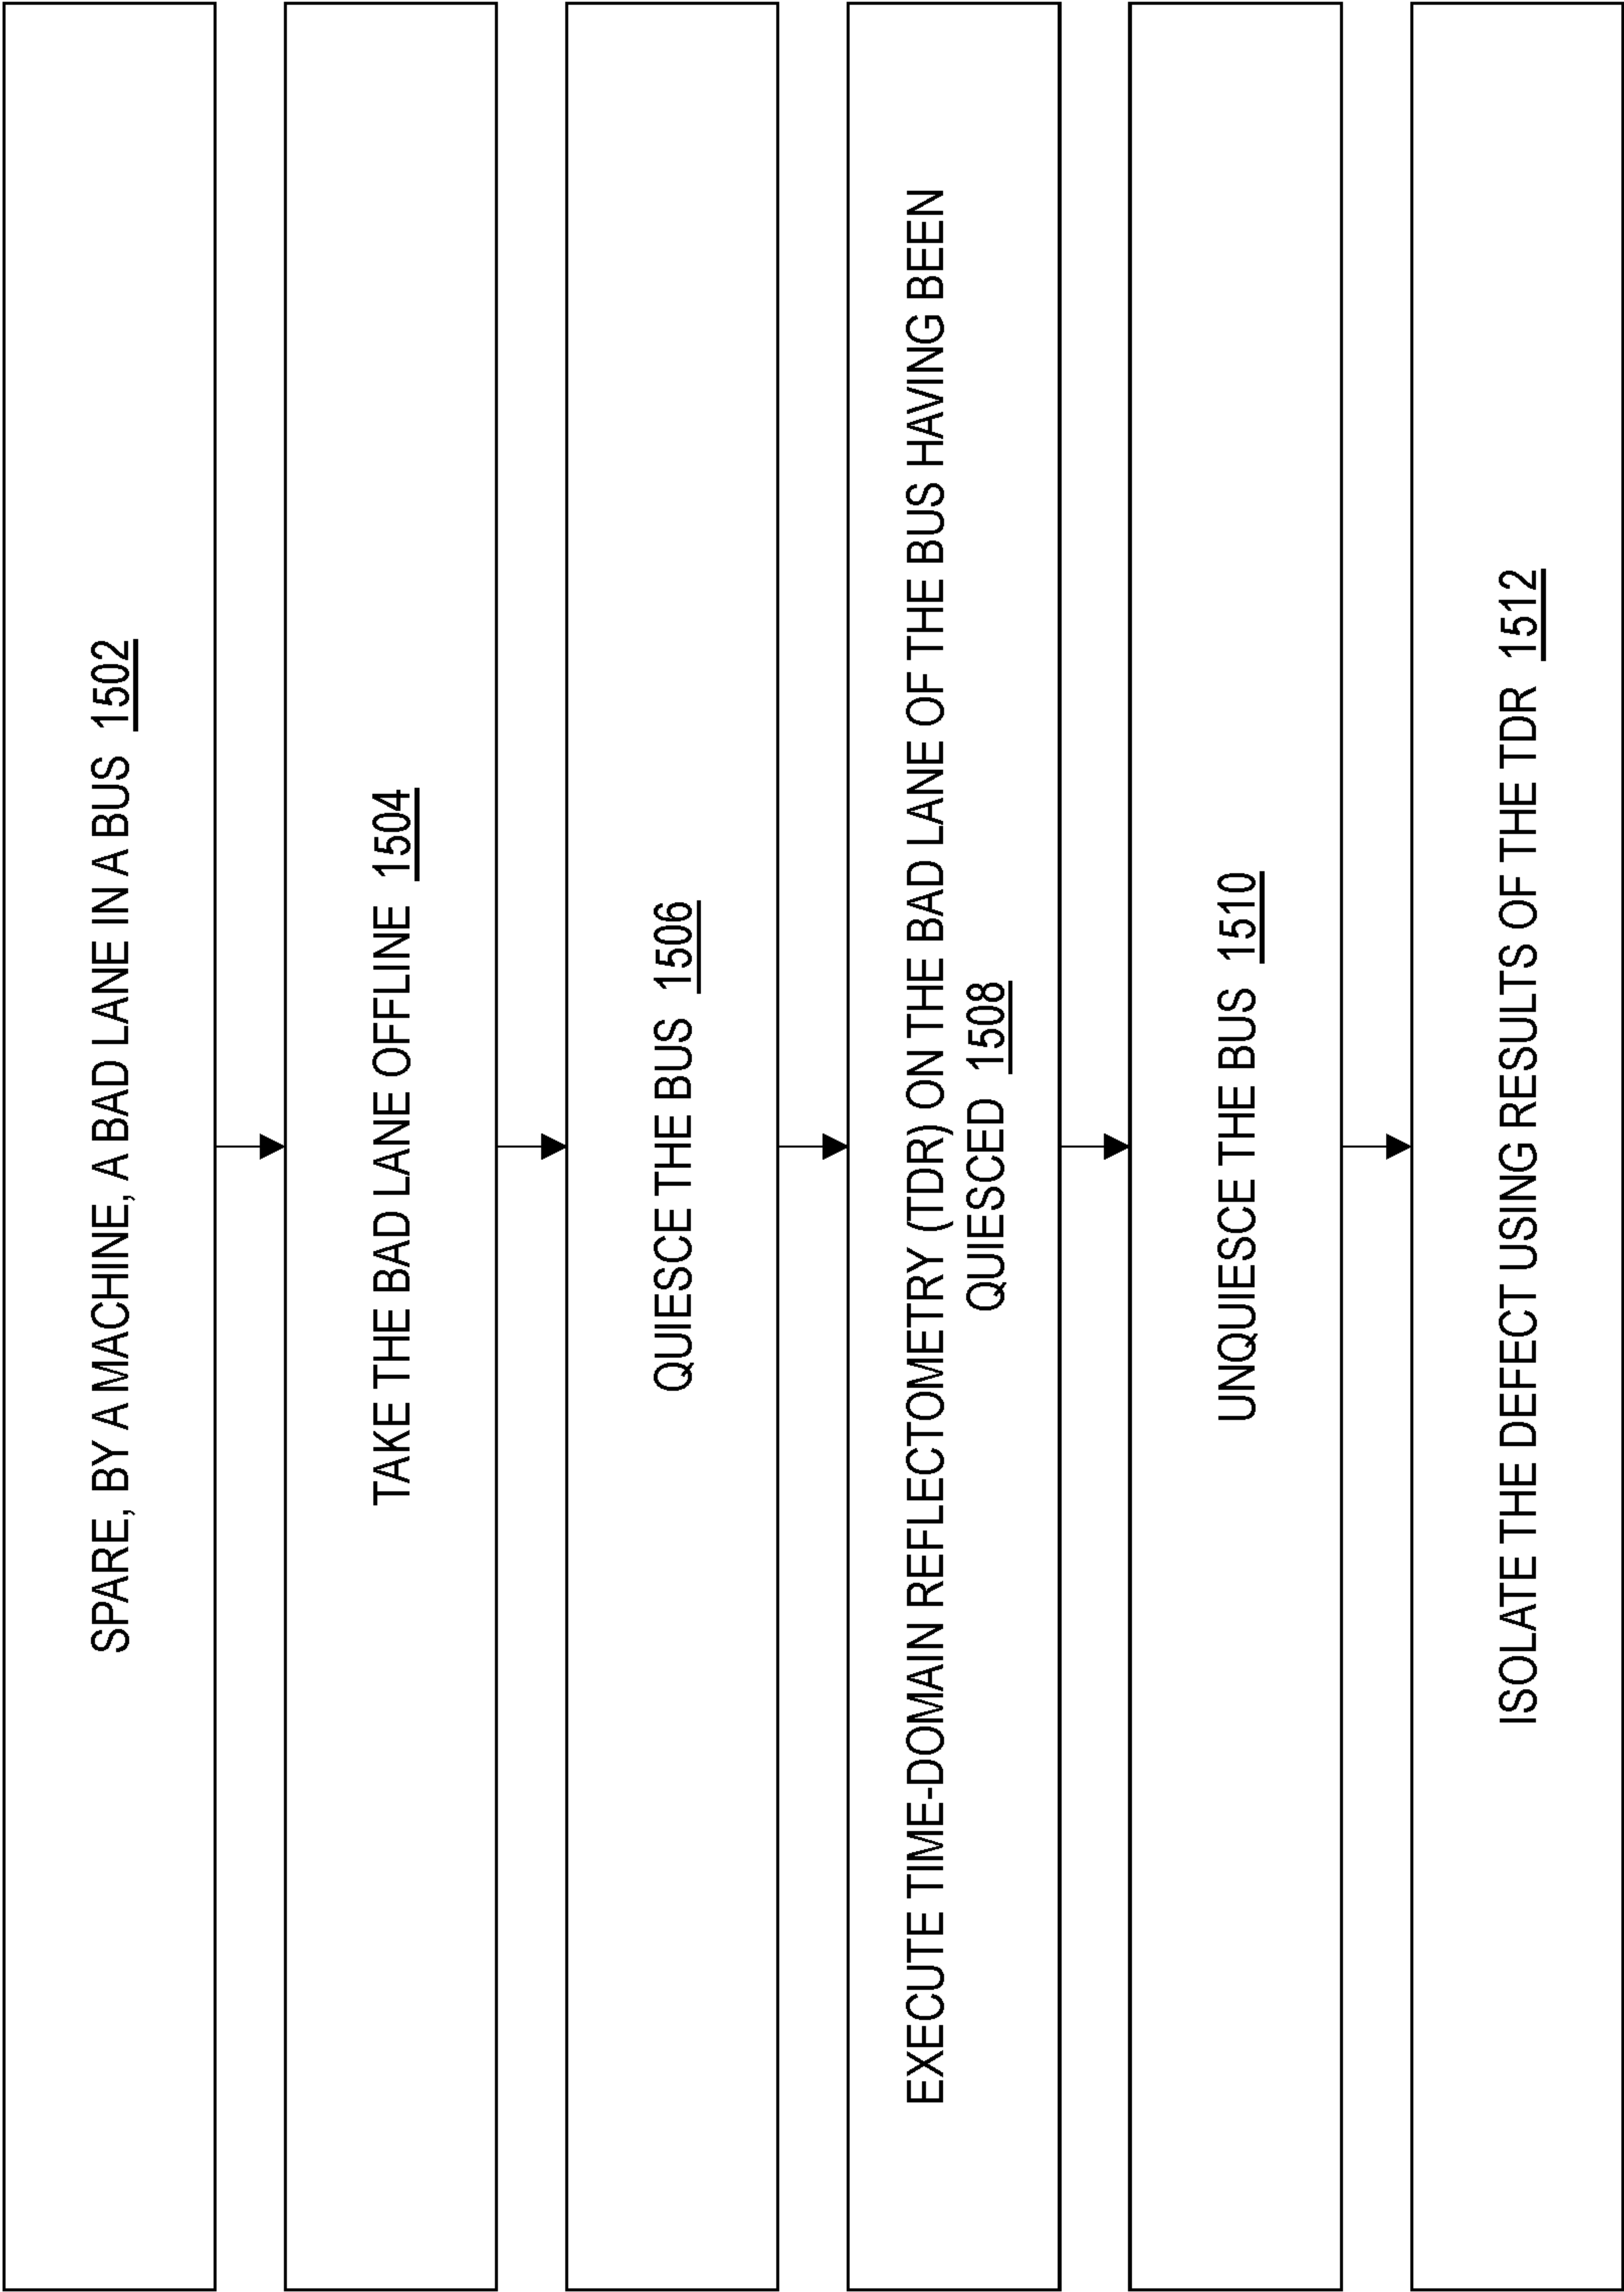 SPARE, BY A MACHINE, A BAD LANE IN A BUS 1502
TAKE THE BAD LANE OFFLINE 1504
QUIESCE THE BUS 1506
EXECUTE TIME-DOMAIN REFLECTOMETRY (TDR) ON THE BAD LANE OF THE BUS HAVING BEEN
QUIESCED 1508
UNQUIESCE THE BUS 1510
ISOLATE THE DEFECT USING RESULTS OF THE TDR 1512